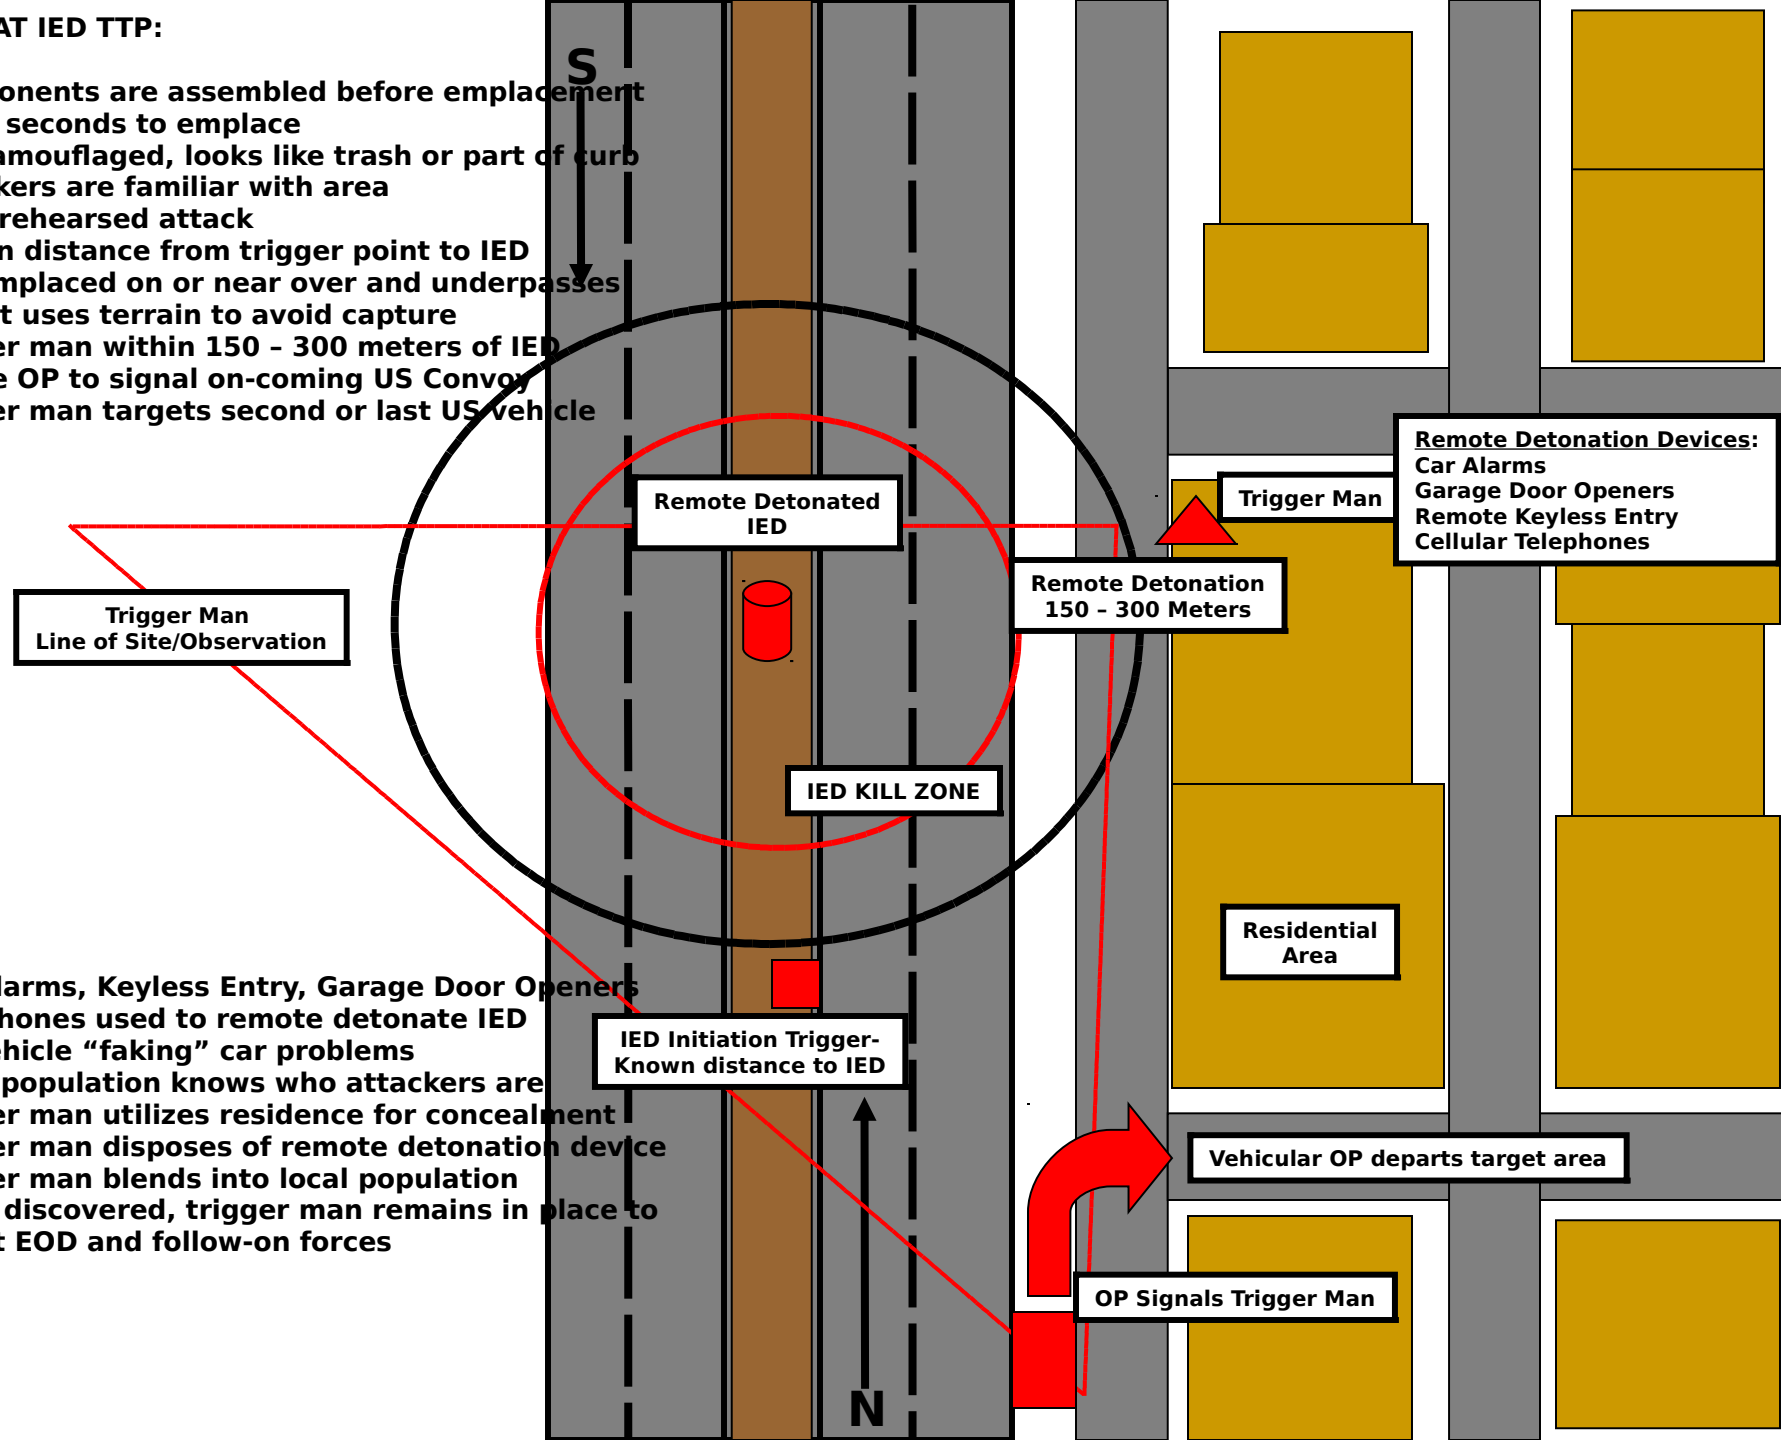 AT IED TTP:
onents are assembled before emplacement
seconds to emplace
amouflaged, looks like trash or part of curb
kers are familiar with area
rehearsed attack
n distance from trigger point to IED
mplaced on or near over and underpasses
t uses terrain to avoid capture
er man within 150 – 300 meters of IED
e OP to signal on-coming US Convoy
er man targets second or last US vehicle
S
Remote Detonated
IED
Trigger Man
Remote Detonation Devices:
Car Alarms
Garage Door Openers
Remote Keyless Entry
Cellular Telephones
Remote Detonation
150 – 300 Meters
Trigger Man
Line of Site/Observation
IED KILL ZONE
Residential
Area
larms, Keyless Entry, Garage Door Openers
hones used to remote detonate IED
ehicle “faking” car problems
population knows who attackers are
er man utilizes residence for concealment
er man disposes of remote detonation device
er man blends into local population
discovered, trigger man remains in place to
t EOD and follow-on forces
IED Initiation Trigger-
Known distance to IED
Vehicular OP departs target area
OP Signals Trigger Man
N